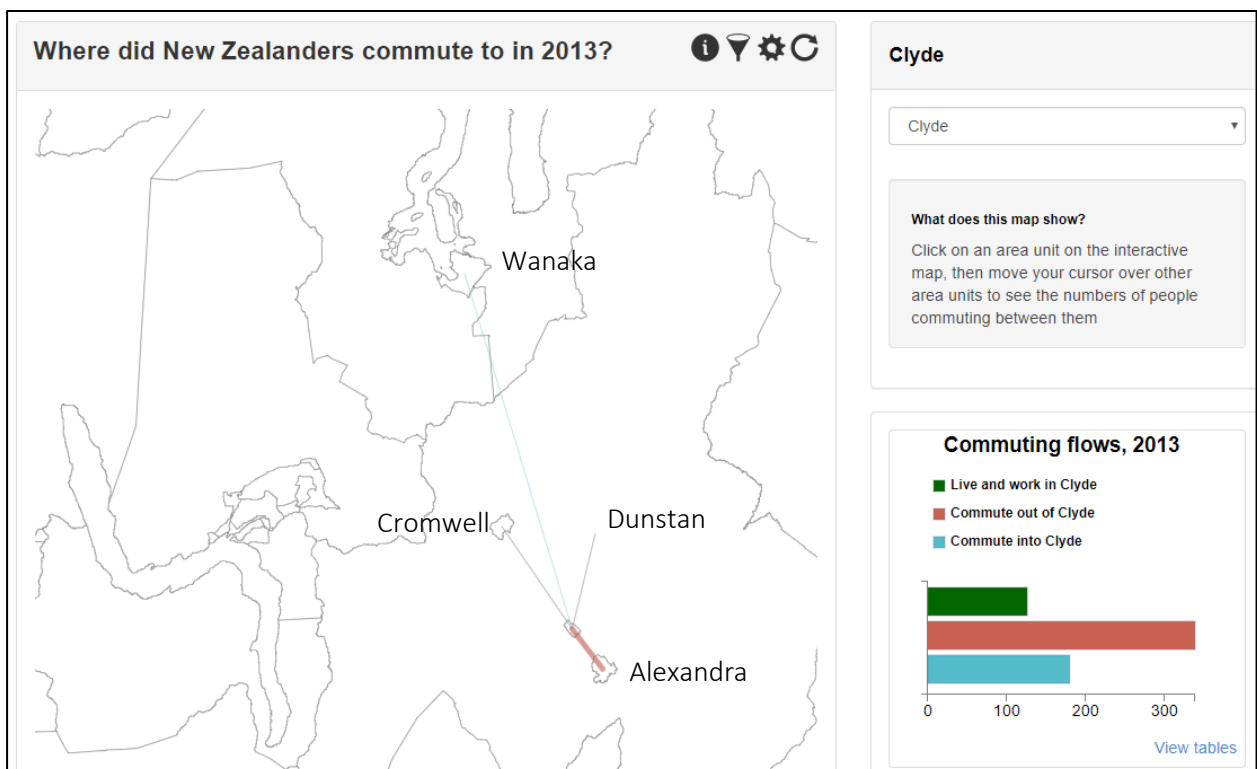 Where did New Zealanders commute to in 2013?
Wanaka
Cromwell
Dunstan
Alexandra
Clyde
Clyde
What does this map show?
Click on an area unit on the interactive
map, then move your cursor over other
area units to see the numbers of people
commuting between them
Commuting flows, 2013
Live and work in Clyde
Commute out of Clyde
Commute into Clyde
0 100 200 300
View tables